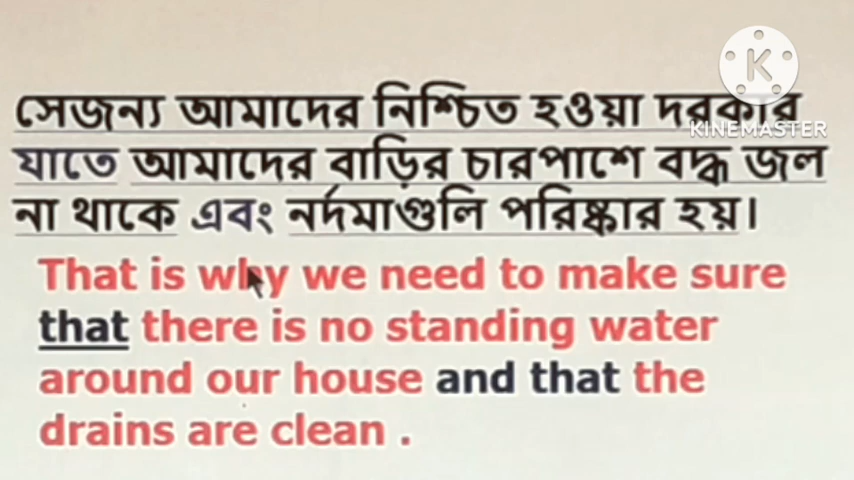 সেজন্য আমাদের নিশ্চিত হওয়া দরকার
যাতে আমাদের বাড়ির চারপাশে বদ্ধ জল
না থাকে এবং নর্দমাগুলি পরিষ্কার হয়।
That is why we need to make sure
that there is no standing water
around our house and that the
drains are clean .
K
KINEMASTER